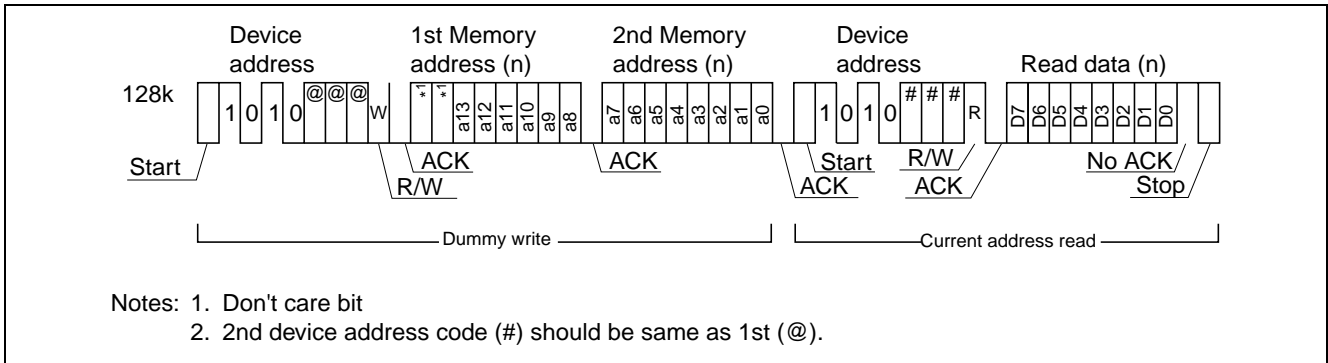 Device address
1st Memory address (n)
2nd Memory address (n)
Device address
Read data (n)
128k
1 0 1 0 @ @ @ W
*1 *1 a13 a12 a11 a10 a9 a8
a7 a6 a5 a4 a3 a2 a1 a0
1 0 1 0 # # # R
D7 D6 D5 D4 D3 D2 D1 D0
Start
R/W
ACK
ACK
ACK
Start
R/W
ACK
No ACK
Stop
Dummy write
Current address read
Notes: 1. Don't care bit
2. 2nd device address code (#) should be same as 1st (@).